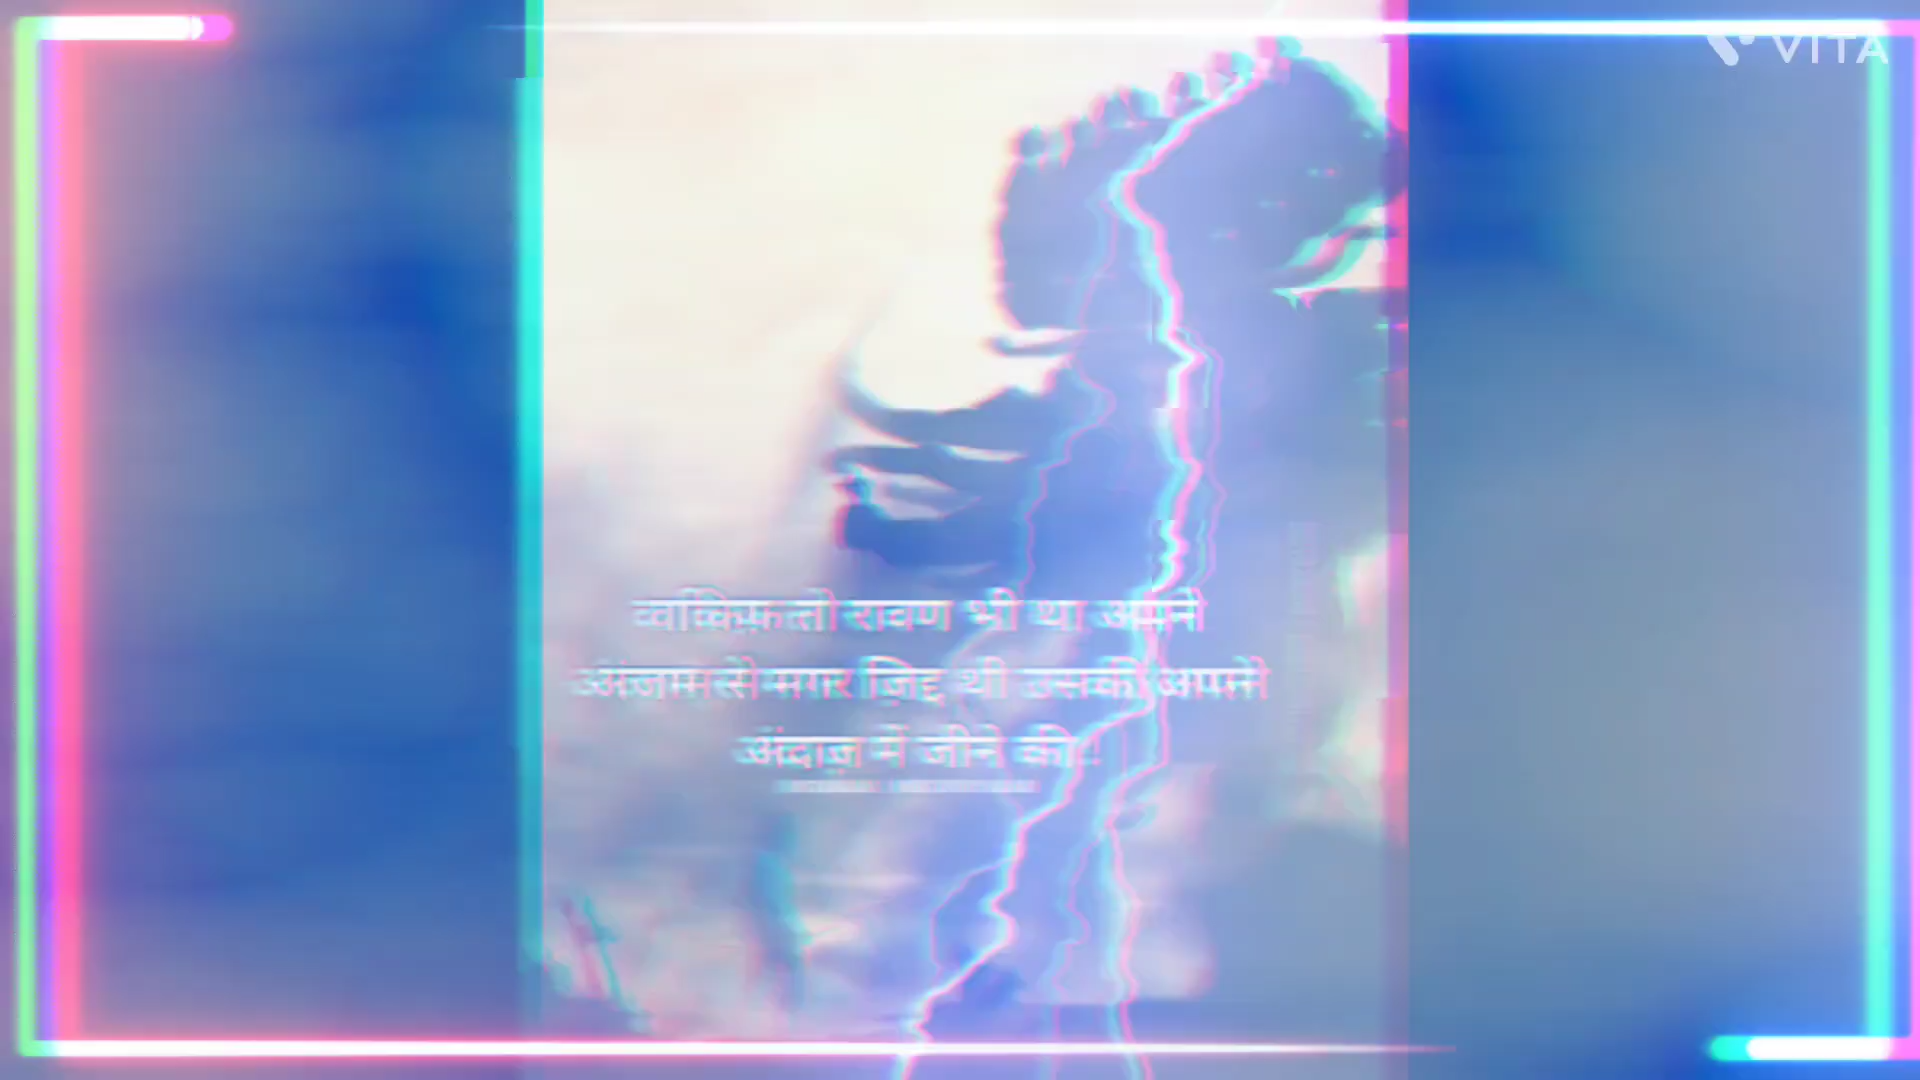 VITA
वाकिफ़ तो रावण भी था अपने
अंजाम से मगर ज़िद्द थी उसकी अपने
अंदाज़ में जीने की..!